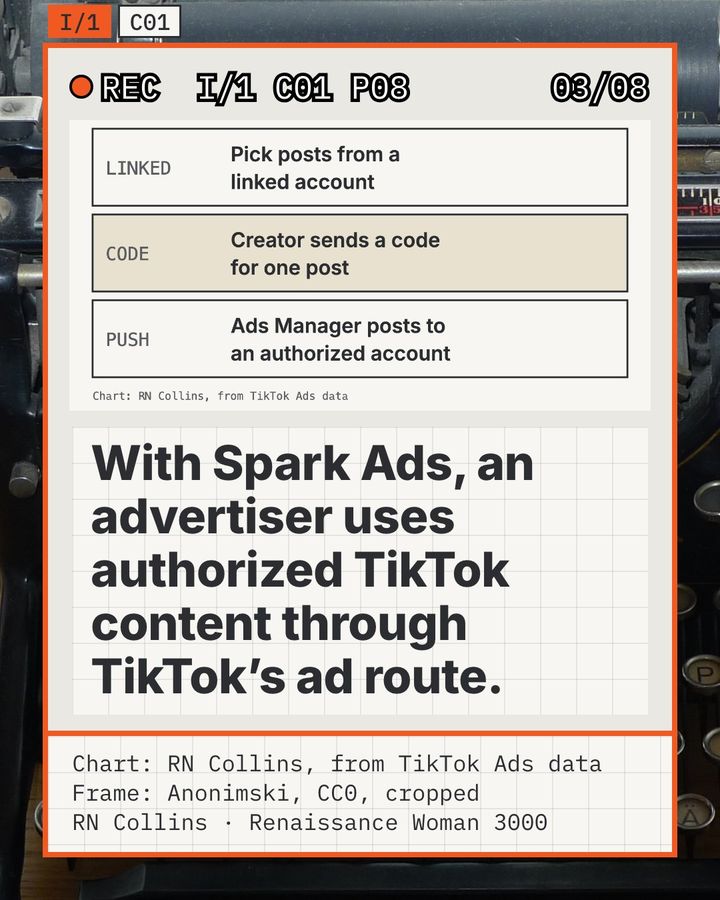 I/1 C01
REC I/1 C01 P08 03/08
LINKED
Pick posts from a
linked account
CODE
Creator sends a code
for one post
PUSH
Ads Manager posts to
an authorized account
Chart: RN Collins, from TikTok Ads data
With Spark Ads, an
advertiser uses
authorized TikTok
content through
TikTok’s ad route.
Chart: RN Collins, from TikTok Ads data
Frame: Anonimski, CC0, cropped
RN Collins · Renaissance Woman 3000
P
Ä